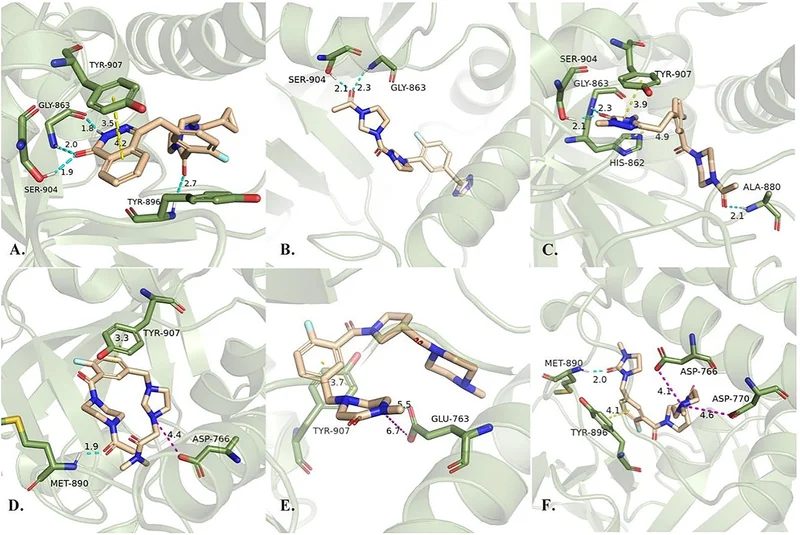 TYR-907
GLY-863
3.5
1.8
4.2
2.0
1.9
SER-904
2.7
TYR-896
A.
SER-904
2.1
2.3
GLY-863
B.
SER-904
TYR-907
GLY-863
3.9
2.3
2.1
HIS-862
4.9
ALA-880
2.1
C.
TYR-907
3.3
4.4
1.9
ASP-766
MET-890
D.
3.7
5.5
GLU-763
TYR-907
6.7
E.
MET-890
ASP-766
2.0
ASP-770
4.1
4.1
4.6
TYR-896
F.